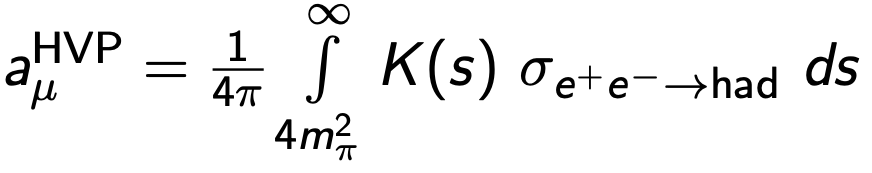 a_μ^HVP = 1/4π ∫_{4m_π^2}^∞ K(s) σ_{e⁺e⁻→had} ds